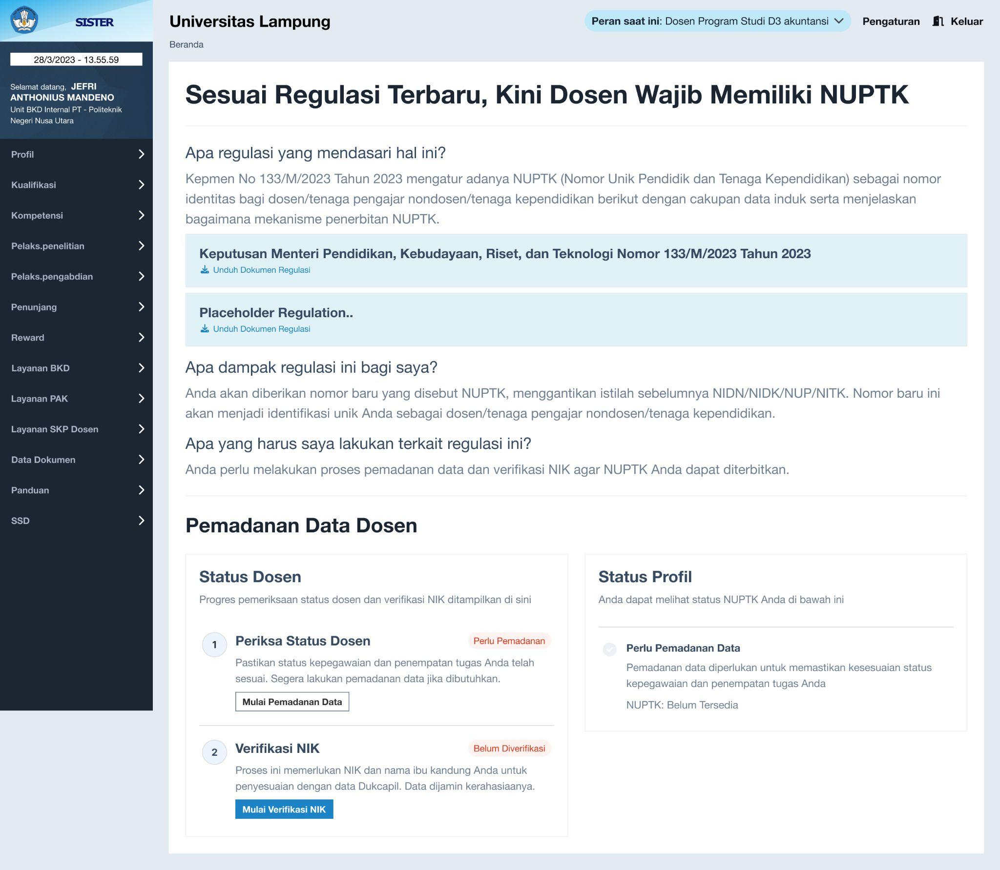 SISTER
28/3/2023 - 13.55.59
Selamat datang, JEFRI
ANTHONIUS MANDENO
Unit BKD Internal PT - Politeknik
Negeri Nusa Utara
Profil
Kualifikasi
Kompetensi
Pelaks.penelitian
Pelaks.pengabdian
Penunjang
Reward
Layanan BKD
Layanan PAK
Layanan SKP Dosen
Data Dokumen
Panduan
SSD
Universitas Lampung
Peran saat ini: Dosen Program Studi D3 akuntansi
Pengaturan
Keluar
Beranda
Sesuai Regulasi Terbaru, Kini Dosen Wajib Memiliki NUPTK
Apa regulasi yang mendasari hal ini?
Kepmen No 133/M/2023 Tahun 2023 mengatur adanya NUPTK (Nomor Unik Pendidik dan Tenaga Kependidikan) sebagai nomor
identitas bagi dosen/tenaga pengajar nondosen/tenaga kependidikan berikut dengan cakupan data induk serta menjelaskan
bagaimana mekanisme penerbitan NUPTK.
Keputusan Menteri Pendidikan, Kebudayaan, Riset, dan Teknologi Nomor 133/M/2023 Tahun 2023
Unduh Dokumen Regulasi
Placeholder Regulation..
Unduh Dokumen Regulasi
Apa dampak regulasi ini bagi saya?
Anda akan diberikan nomor baru yang disebut NUPTK, menggantikan istilah sebelumnya NIDN/NIDK/NUP/NITK. Nomor baru ini
akan menjadi identifikasi unik Anda sebagai dosen/tenaga pengajar nondosen/tenaga kependidikan.
Apa yang harus saya lakukan terkait regulasi ini?
Anda perlu melakukan proses pemadanan data dan verifikasi NIK agar NUPTK Anda dapat diterbitkan.
Pemadanan Data Dosen
Status Dosen
Progres pemeriksaan status dosen dan verifikasi NIK ditampilkan di sini
1
Periksa Status Dosen
Perlu Pemadanan
Pastikan status kepegawaian dan penempatan tugas Anda telah
sesuai. Segera lakukan pemadanan data jika dibutuhkan.
Mulai Pemadanan Data
2
Verifikasi NIK
Belum Diverifikasi
Proses ini memerlukan NIK dan nama ibu kandung Anda untuk
penyesuaian dengan data Dukcapil. Data dijamin kerahasiaanya.
Mulai Verifikasi NIK
Status Profil
Anda dapat melihat status NUPTK Anda di bawah ini
Perlu Pemadanan Data
Pemadanan data diperlukan untuk memastikan kesesuaian status
kepegawaian dan penempatan tugas Anda
NUPTK: Belum Tersedia